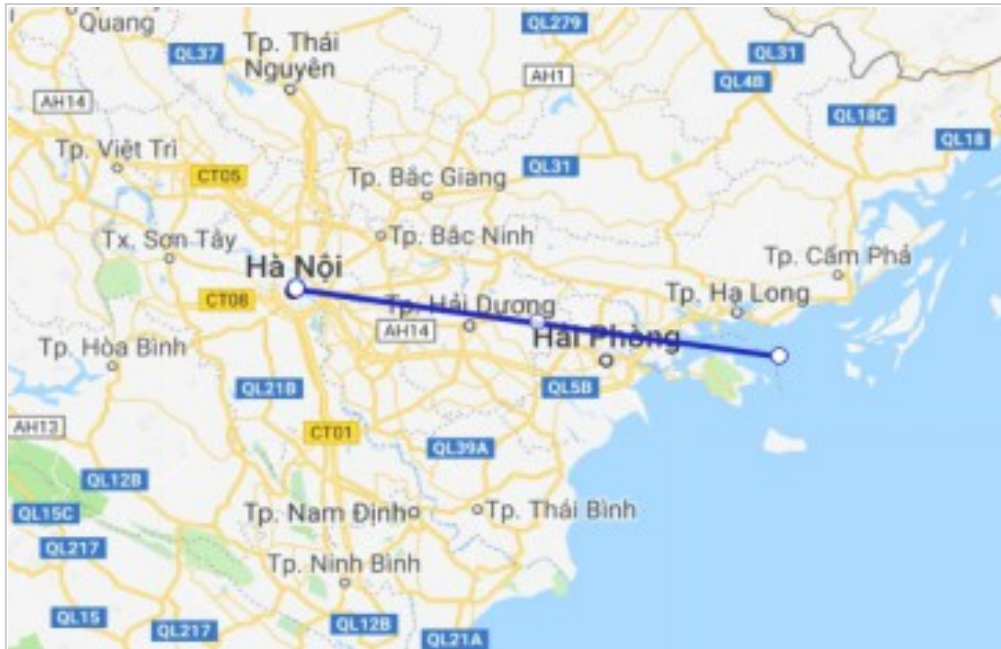 Quang
QL37
Tp. Thái
Nguyên
QL279
QL31
AH1
QL4B
AH14
QL18C
QL18
Tp. Việt Trì
CT05
QL31
Tp. Bắc Giang
Tp. Bắc Ninh
Tx. Sơn Tây
Hà Nội
Tp. Cẩm Phả
CT08
Tp. Hải Dương
Tp. Hạ Long
AH14
Hải Phòng
Tp. Hòa Bình
QL21B
QL5B
AH13
CT01
QL39A
QL12B
QL15C
Tp. Nam Định
Tp. Thái Bình
QL217
Tp. Ninh Bình
QL15
QL217
QL12B
QL21A